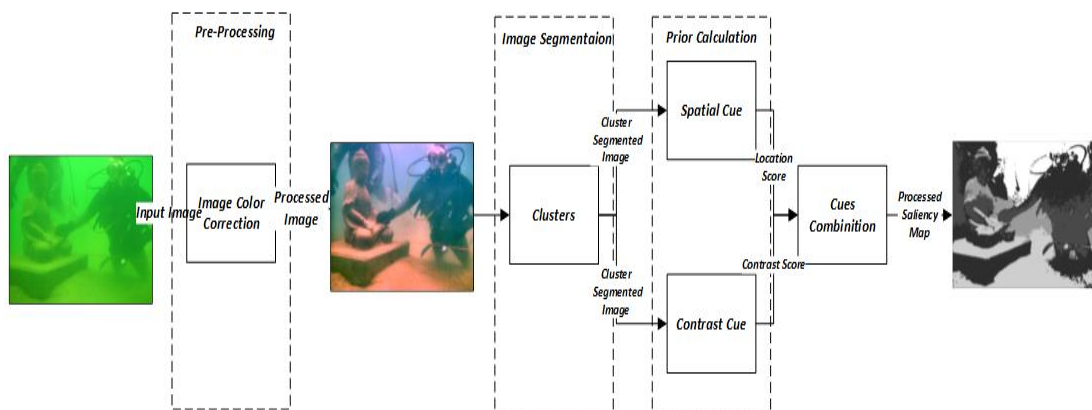 Pre-Processing
Image Segmentaion
Prior Calculation
Input Image
Image Color
Correction
Processed
Image
Clusters
Cluster
Segmented
Image
Cluster
Segmented
Image
Spatial Cue
Contrast Cue
Location
Score
Contrast Score
Cues
Combinition
Processed
Saliency
Map